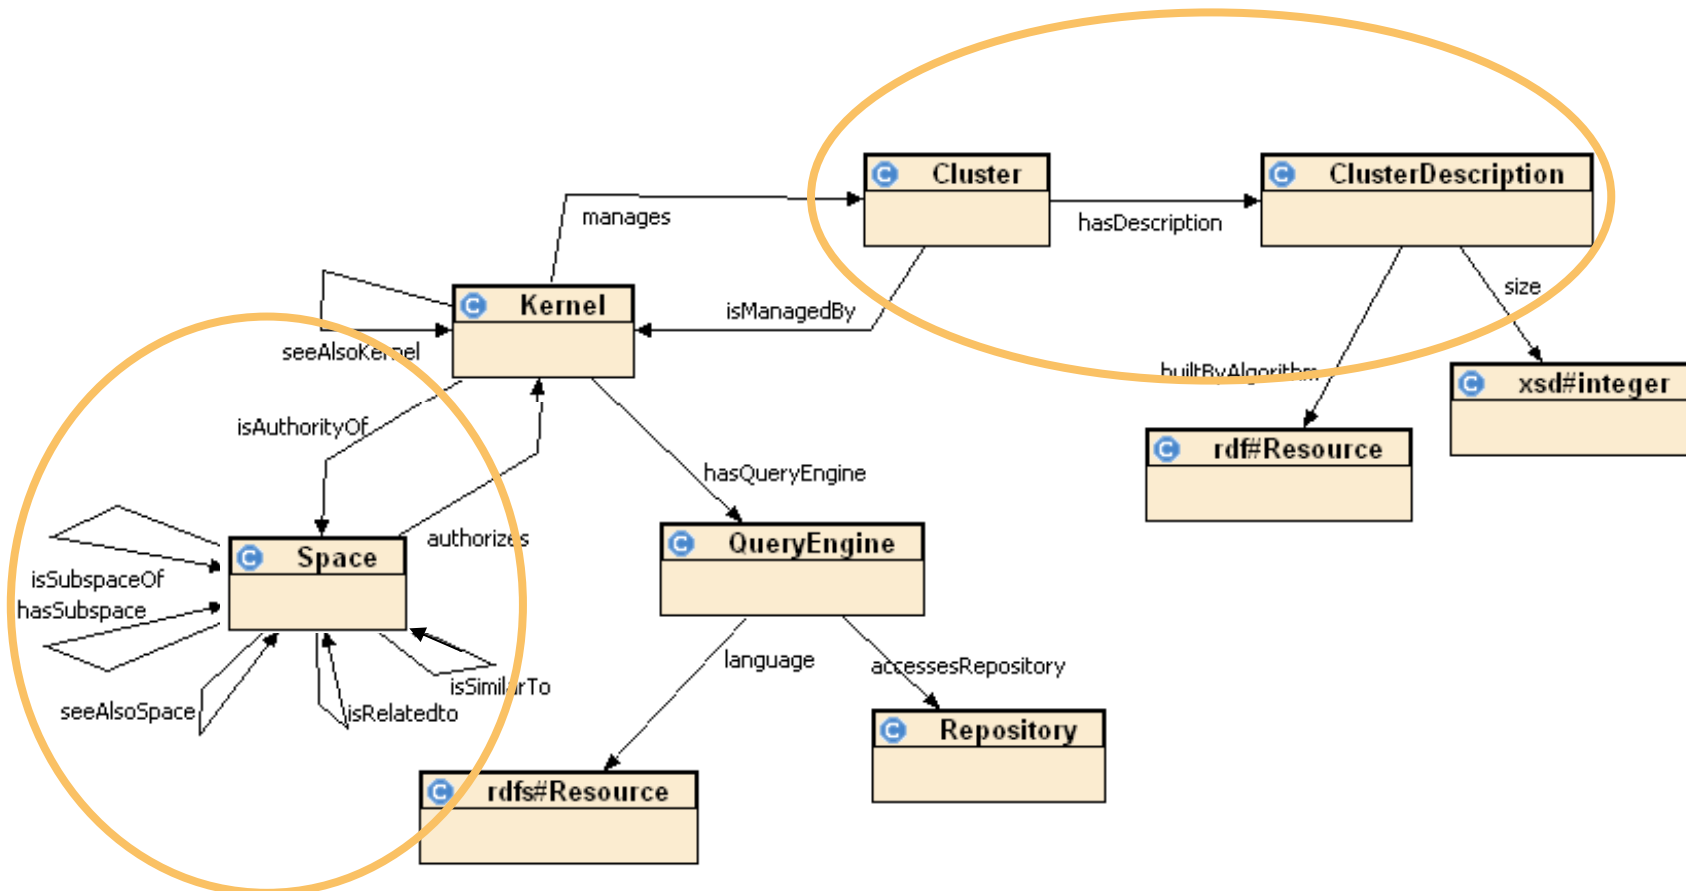 Cluster
ClusterDescription
manages
hasDescription
size
Kernel
isManagedBy
seeAlsoKernel
builtByAlgorithm
xsd#integer
isAuthorityOf
rdf#Resource
hasQueryEngine
authorizes
QueryEngine
Space
isSubspaceOf
hasSubspace
language
accessesRepository
isSimilarTo
seeAlsoSpace
isRelatedto
Repository
rdfs#Resource